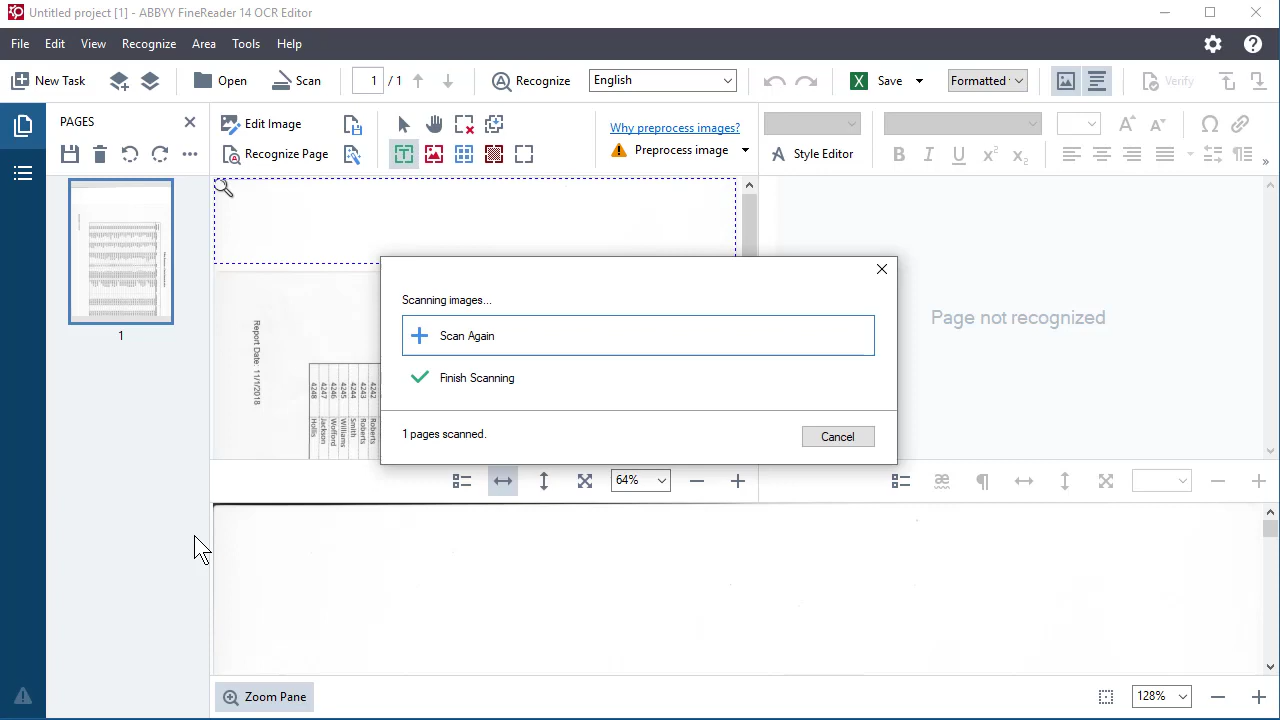 Untitled project [1] - ABBYY FineReader 14 OCR Editor
File Edit View Recognize Area Tools Help
New Task Open Scan 1 / 1 Recognize English Save Formatted Verify
PAGES
Edit Image
Recognize Page
Why preprocess images?
Preprocess image
Style Editor
B I U x² x₂
1
Report Date: 11/1/2018
4248 Hollis
4247 Jackson
4246 Wofford
4245 Williams
4244 Smith
4243 Roberts
4242 Roberts
Page not recognized
Scanning images...
Scan Again
Finish Scanning
1 pages scanned.
Cancel
64%
Zoom Pane
128%